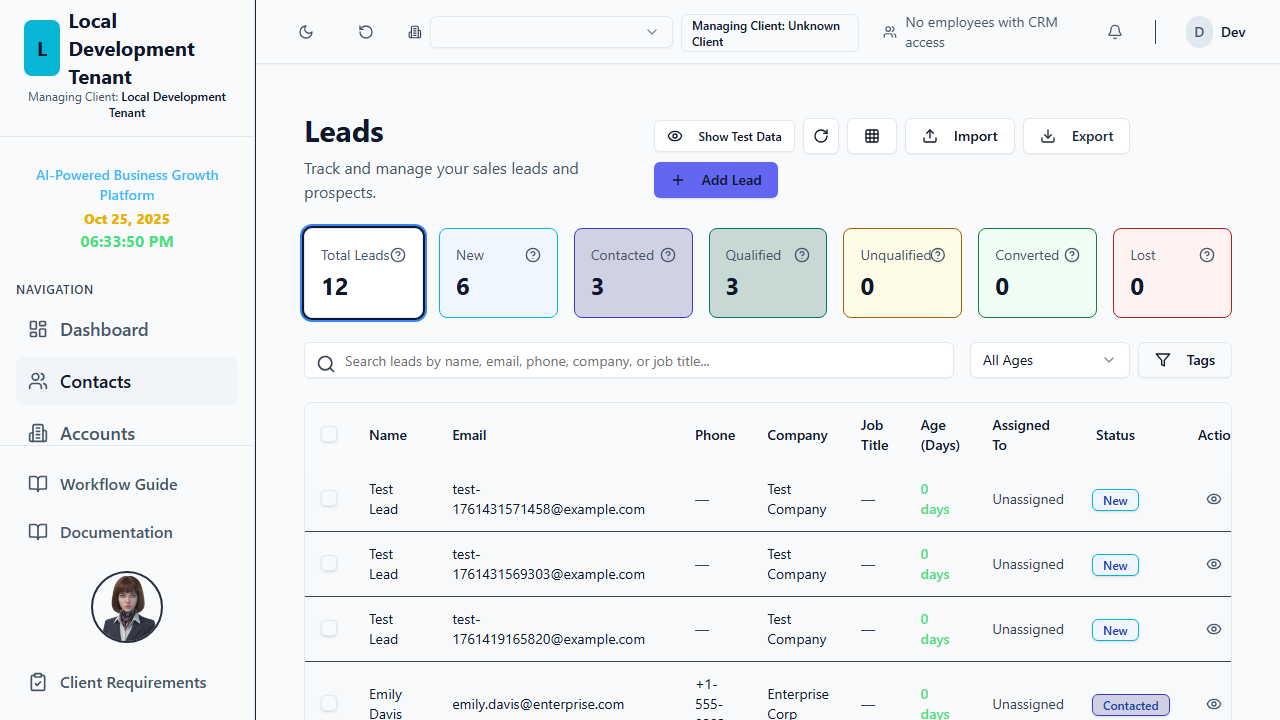 L
Local
Development
Tenant
Managing Client: Local Development
Tenant
AI-Powered Business Growth
Platform
Oct 25, 2025
06:33:50 PM
NAVIGATION
Dashboard
Contacts
Accounts
Workflow Guide
Documentation
Client Requirements
Managing Client: Unknown
Client
No employees with CRM
access
D
Dev
Leads
Track and manage your sales leads and
prospects.
Show Test Data
Import
Export
Add Lead
Total Leads
12
New
6
Contacted
3
Qualified
3
Unqualified
0
Converted
0
Lost
0
Search leads by name, email, phone, company, or job title...
All Ages
Tags
Name Email Phone Company Job Title Age (Days) Assigned To Status Actio
Test Lead test-1761431571458@example.com — Test Company — 0 days Unassigned New
Test Lead test-1761431569303@example.com — Test Company — 0 days Unassigned New
Test Lead test-1761419165820@example.com — Test Company — 0 days Unassigned New
Emily Davis emily.davis@enterprise.com +1-555- Enterprise Corp — 0 days Unassigned Contacted